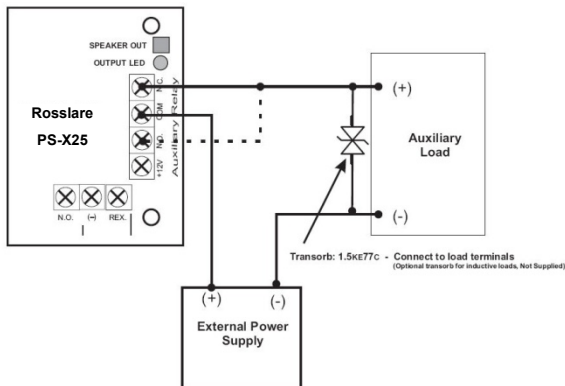 SPEAKER OUT
OUTPUT LED
Rosslare
PS-X25
N.C.
COM
N.O.
+12V
Auxiliary Relay
N.O.
(–)
REX.
(+)
Auxiliary
Load
(-)
Transorb: 1.5KE77C - Connect to load terminals
(Optional transorb for inductive loads, Not Supplied)
(+)
(-)
External Power
Supply